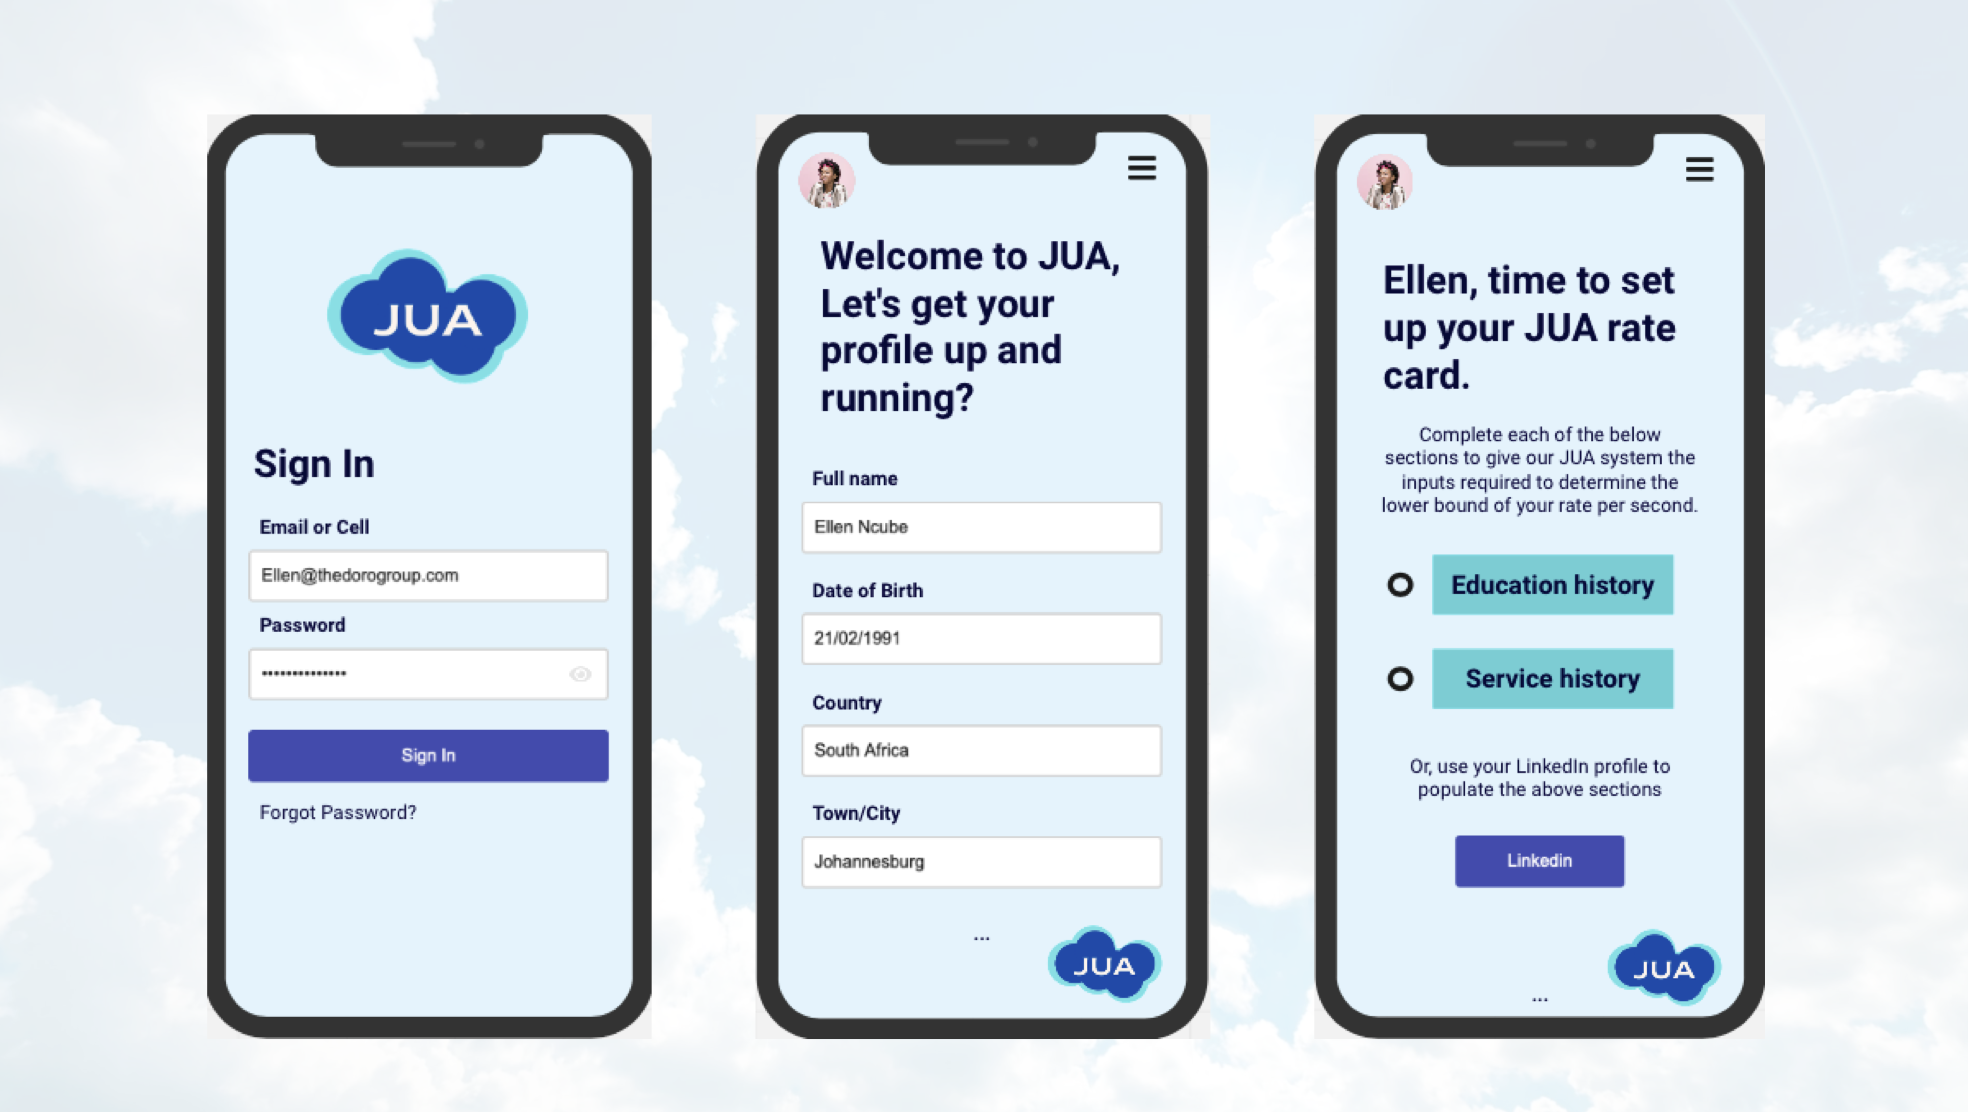 JUA
Sign In
Email or Cell
Ellen@thedorogroup.com
Password
••••••••••••••
Sign In
Forgot Password?
Welcome to JUA,
Let's get your
profile up and
running?
Full name
Ellen Ncube
Date of Birth
21/02/1991
Country
South Africa
Town/City
Johannesburg
...
JUA
Ellen, time to set
up your JUA rate
card.
Complete each of the below
sections to give our JUA system the
inputs required to determine the
lower bound of your rate per second.
Education history
Service history
Or, use your LinkedIn profile to
populate the above sections
Linkedin
JUA
...